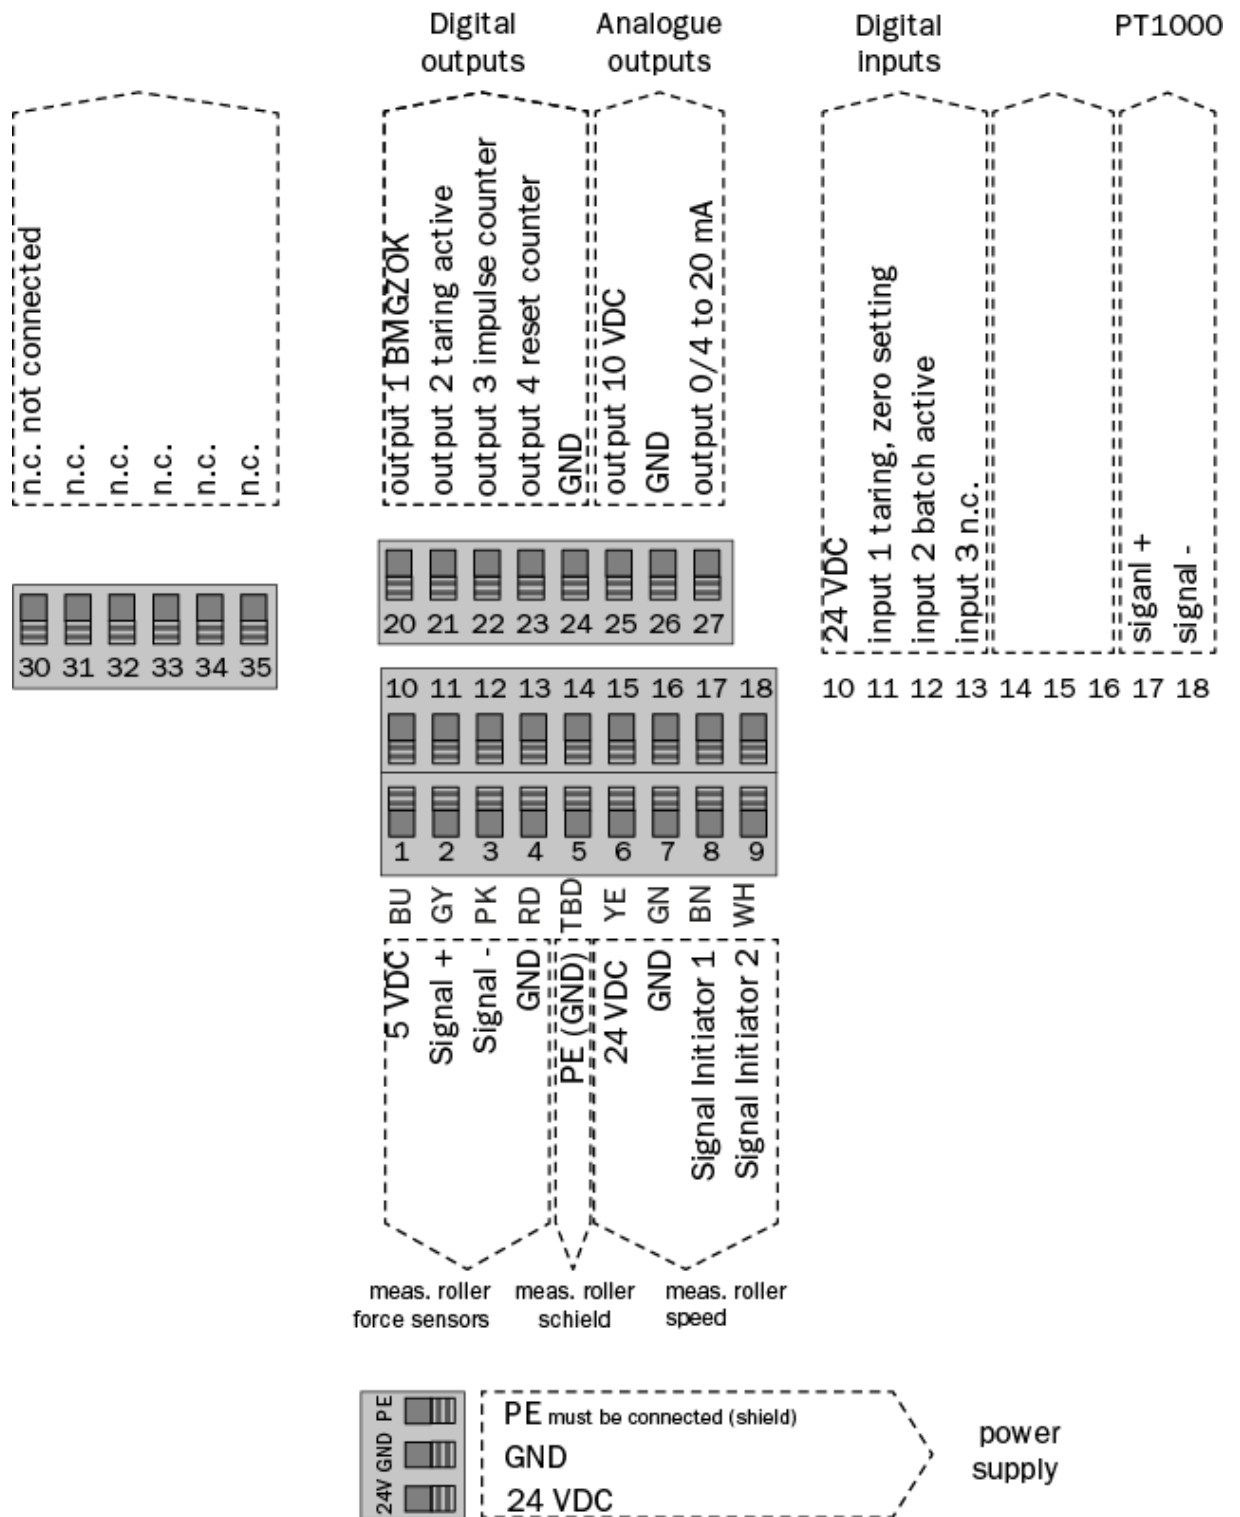 Digital
outputs
Analogue
outputs
Digital
inputs
PT1000
n.c. not connected
n.c.
n.c.
n.c.
n.c.
n.c.
output 1 BMGZOK
output 2 taring active
output 3 impulse counter
output 4 reset counter
GND
output 10 VDC
GND
output 0/4 to 20 mA
24 VDC
input 1 taring, zero setting
input 2 batch active
input 3 n.c.
siganl +
signal -
30 31 32 33 34 35
20 21 22 23 24 25 26 27
10 11 12 13 14 15 16 17 18
10 11 12 13 14 15 16 17 18
1 2 3 4 5 6 7 8 9
BU GY PK RD TBD YE GN BN WH
5 VDC
Signal +
Signal -
GND
PE (GND)
24 VDC
GND
Signal Initiator 1
Signal Initiator 2
meas. roller
force sensors
meas. roller
schield
meas. roller
speed
PE
GND
24V
PE must be connected (shield)
GND
24 VDC
power
supply